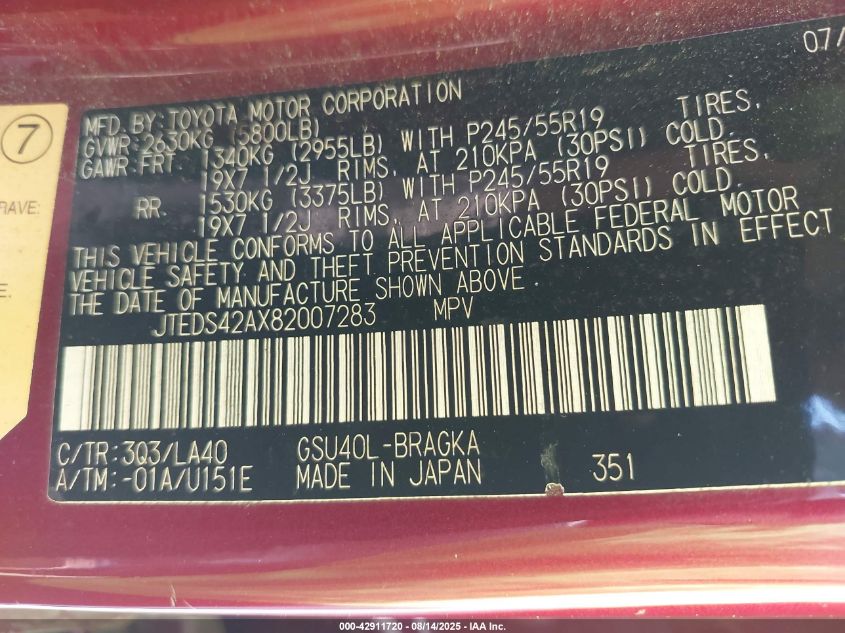 07/
MFD. BY: TOYOTA MOTOR CORPORATION
GVWR: 2630KG (5800LB)
GAWR: FRT 1340KG (2955LB) WITH P245/55R19 TIRES,
19X7 1/2J RIMS, AT 210KPA (30PSI) COLD.
RR. 1530KG (3375LB) WITH P245/55R19 TIRES,
19X7 1/2J RIMS, AT 210KPA (30PSI) COLD.
THIS VEHICLE CONFORMS TO ALL APPLICABLE FEDERAL MOTOR
VEHICLE SAFETY AND THEFT PREVENTION STANDARDS IN EFFECT
THE DATE OF MANUFACTURE SHOWN ABOVE
JTEDS42AX82007283 MPV
C/TR: 3Q3/LA40 GSU40L-BRAGKA
A/TM: -01A/U151E MADE IN JAPAN 351
7
RAVE:
E.
000-42911720 - 08/14/2025 - IAA Inc.